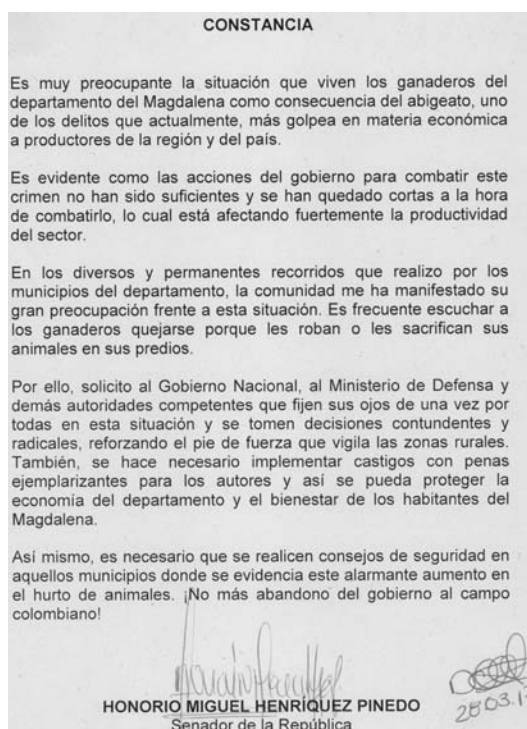 CONSTANCIA
Es muy preocupante la situación que viven los ganaderos del
departamento del Magdalena como consecuencia del abigeato, uno
de los delitos que actualmente, más golpea en materia económica
a productores de la región y del país.
Es evidente como las acciones del gobierno para combatir este
crimen no han sido suficientes y se han quedado cortas a la hora
de combatirlo, lo cual está afectando fuertemente la productividad
del sector.
En los diversos y permanentes recorridos que realizo por los
municipios del departamento, la comunidad me ha manifestado su
gran preocupación frente a esta situación. Es frecuente escuchar a
los ganaderos quejarse porque les roban o les sacrifican sus
animales en sus predios.
Por ello, solicito al Gobierno Nacional, al Ministerio de Defensa y
demás autoridades competentes que fijen sus ojos de una vez por
todas en esta situación y se tomen decisiones contundentes y
radicales, reforzando el pie de fuerza que vigila las zonas rurales.
También, se hace necesario implementar castigos con penas
ejemplarizantes para los autores y así se pueda proteger la
economía del departamento y el bienestar de los habitantes del
Magdalena.
Así mismo, es necesario que se realicen consejos de seguridad en
aquellos municipios donde se evidencia este alarmante aumento en
el hurto de animales. ¡No más abandono del gobierno al campo
colombiano!
HONORIO MIGUEL HENRÍQUEZ PINEDO
Senador de la República
28.03.1